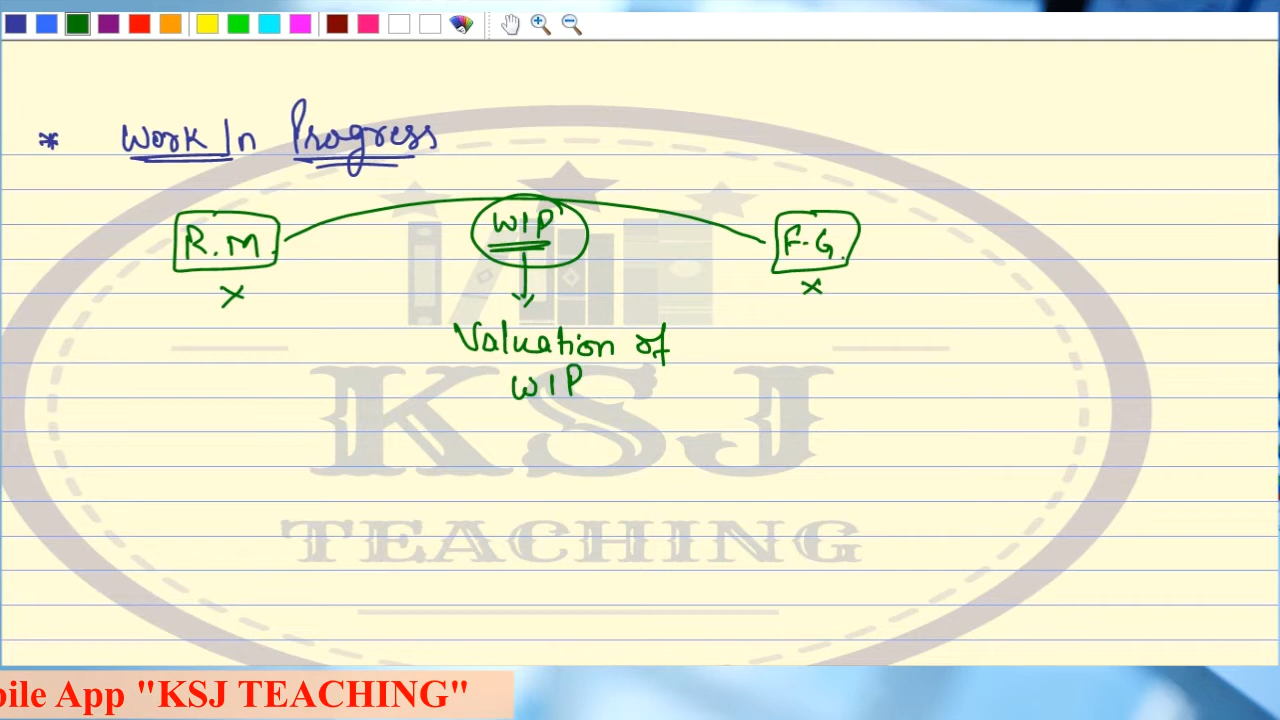 * Work In Progress
R.M. WIP F.G.
x x
Valuation of
WIP
KSJ
TEACHING
bile App "KSJ TEACHING"